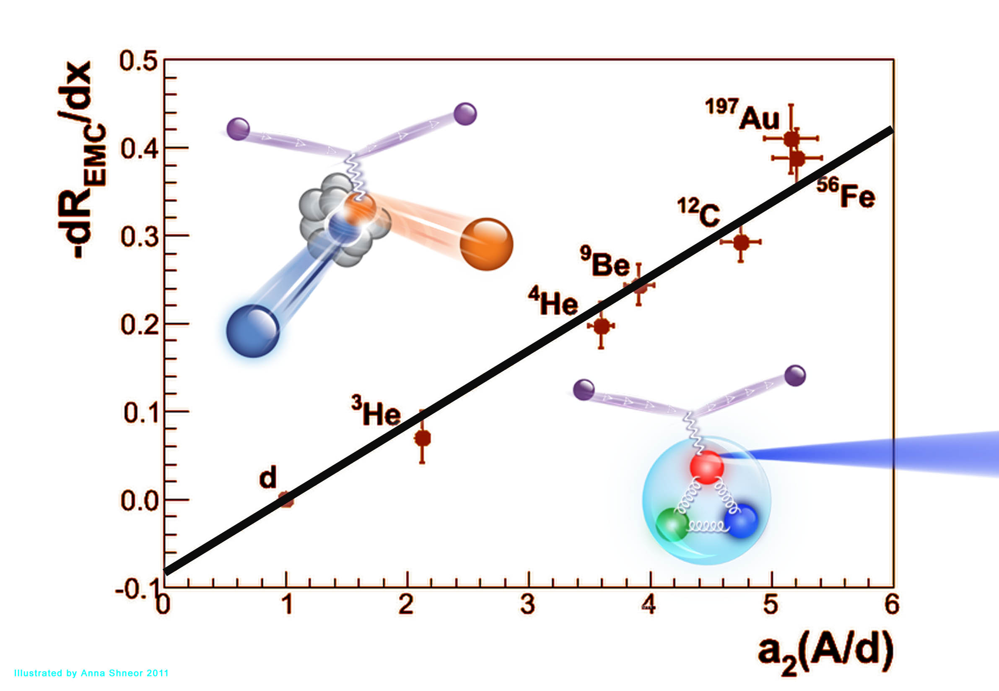 -dR_EMC/dx
0.5
0.4
0.3
0.2
0.1
0.0
-0.1
¹⁹⁷Au
⁵⁶Fe
¹²C
⁹Be
⁴He
³He
d
0 1 2 3 4 5 6
a₂(A/d)
Illustrated by Anna Shneor 2011